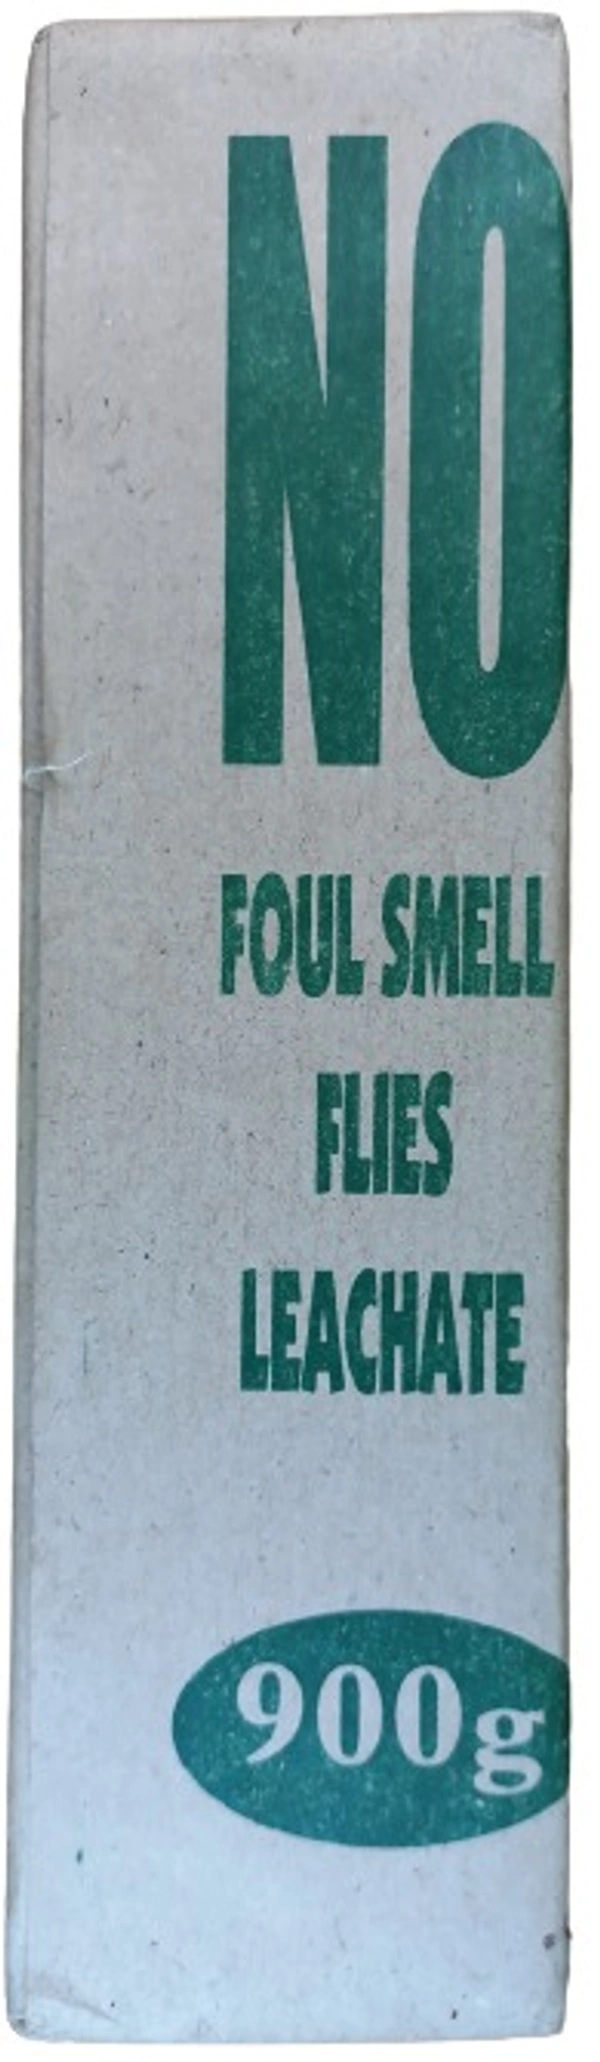 NO
FOUL SMELL
FLIES
LEACHATE
900g